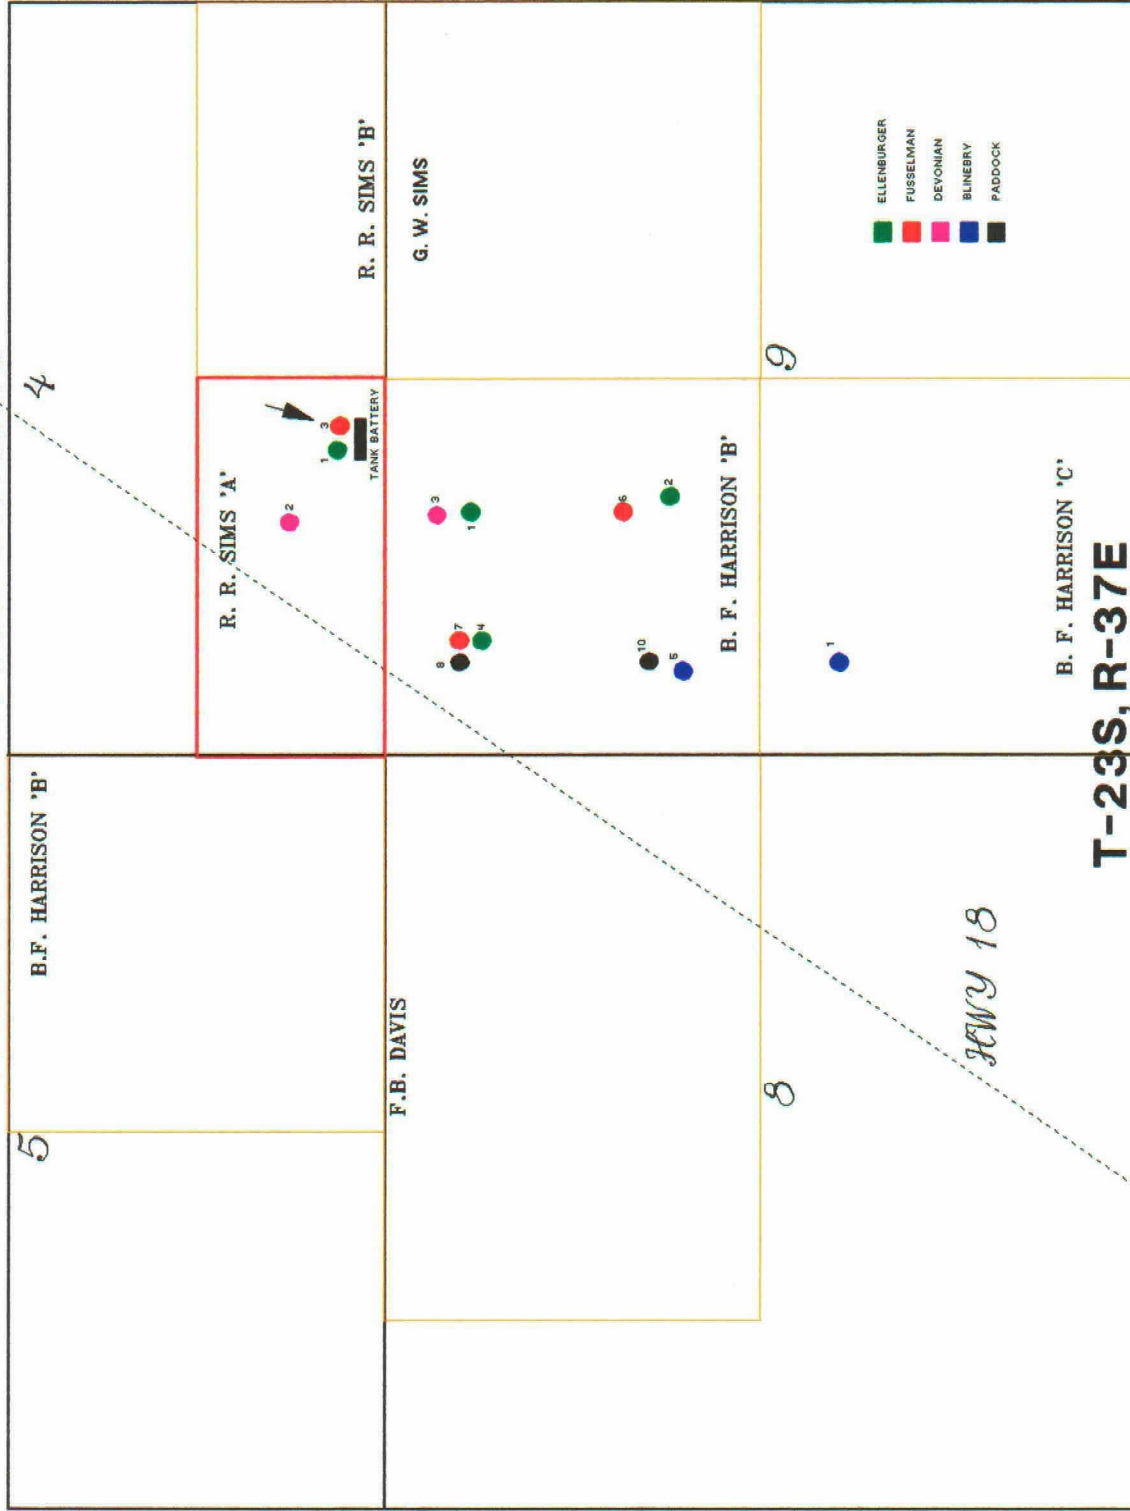 4
R. R. SIMS "B"
G. W. SIMS
R. R. SIMS "A"
2
1
3
TANK BATTERY
3
1
6
2
7
4
8
10
5
B. F. HARRISON "B"
9
1
B. F. HARRISON "C"
ELLENBURGER
FUSSELMAN
DEVONIAN
BLINEBRY
PADDOCK
B.F. HARRISON "B"
5
F.B. DAVIS
8
HWY 18
T-23S, R-37E